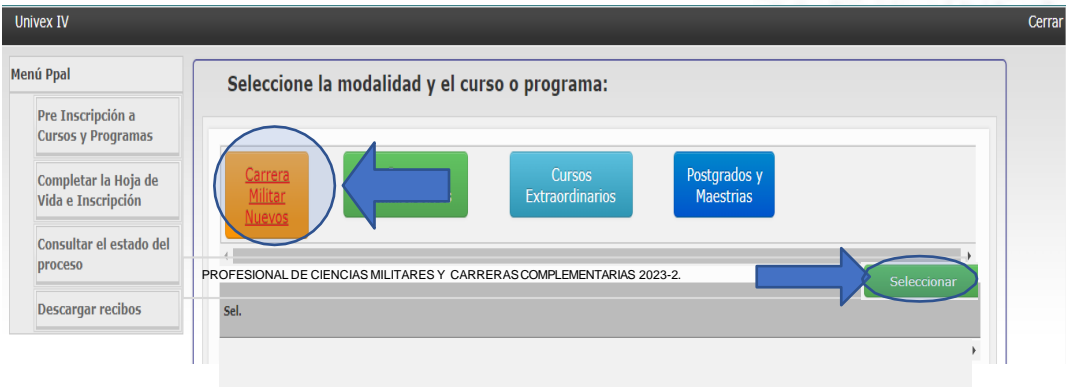 Univex IV
Cerrar
Menú Ppal
Pre Inscripción a
Cursos y Programas
Completar la Hoja de
Vida e Inscripción
Consultar el estado del
proceso
Descargar recibos
Seleccione la modalidad y el curso o programa:
Carrera
Militar
Nuevos
Cursos
Extraordinarios
Postgrados y
Maestrias
PROFESIONAL DE CIENCIAS MILITARES Y CARRERAS COMPLEMENTARIAS 2023-2.
Seleccionar
Sel.